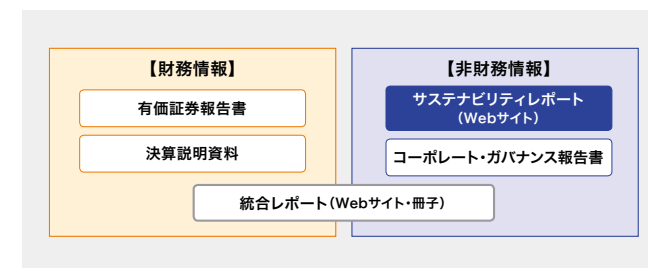 【財務情報】
有価証券報告書
決算説明資料
【非財務情報】
サステナビリティレポート
(Webサイト)
コーポレート・ガバナンス報告書
統合レポート(Webサイト・冊子)